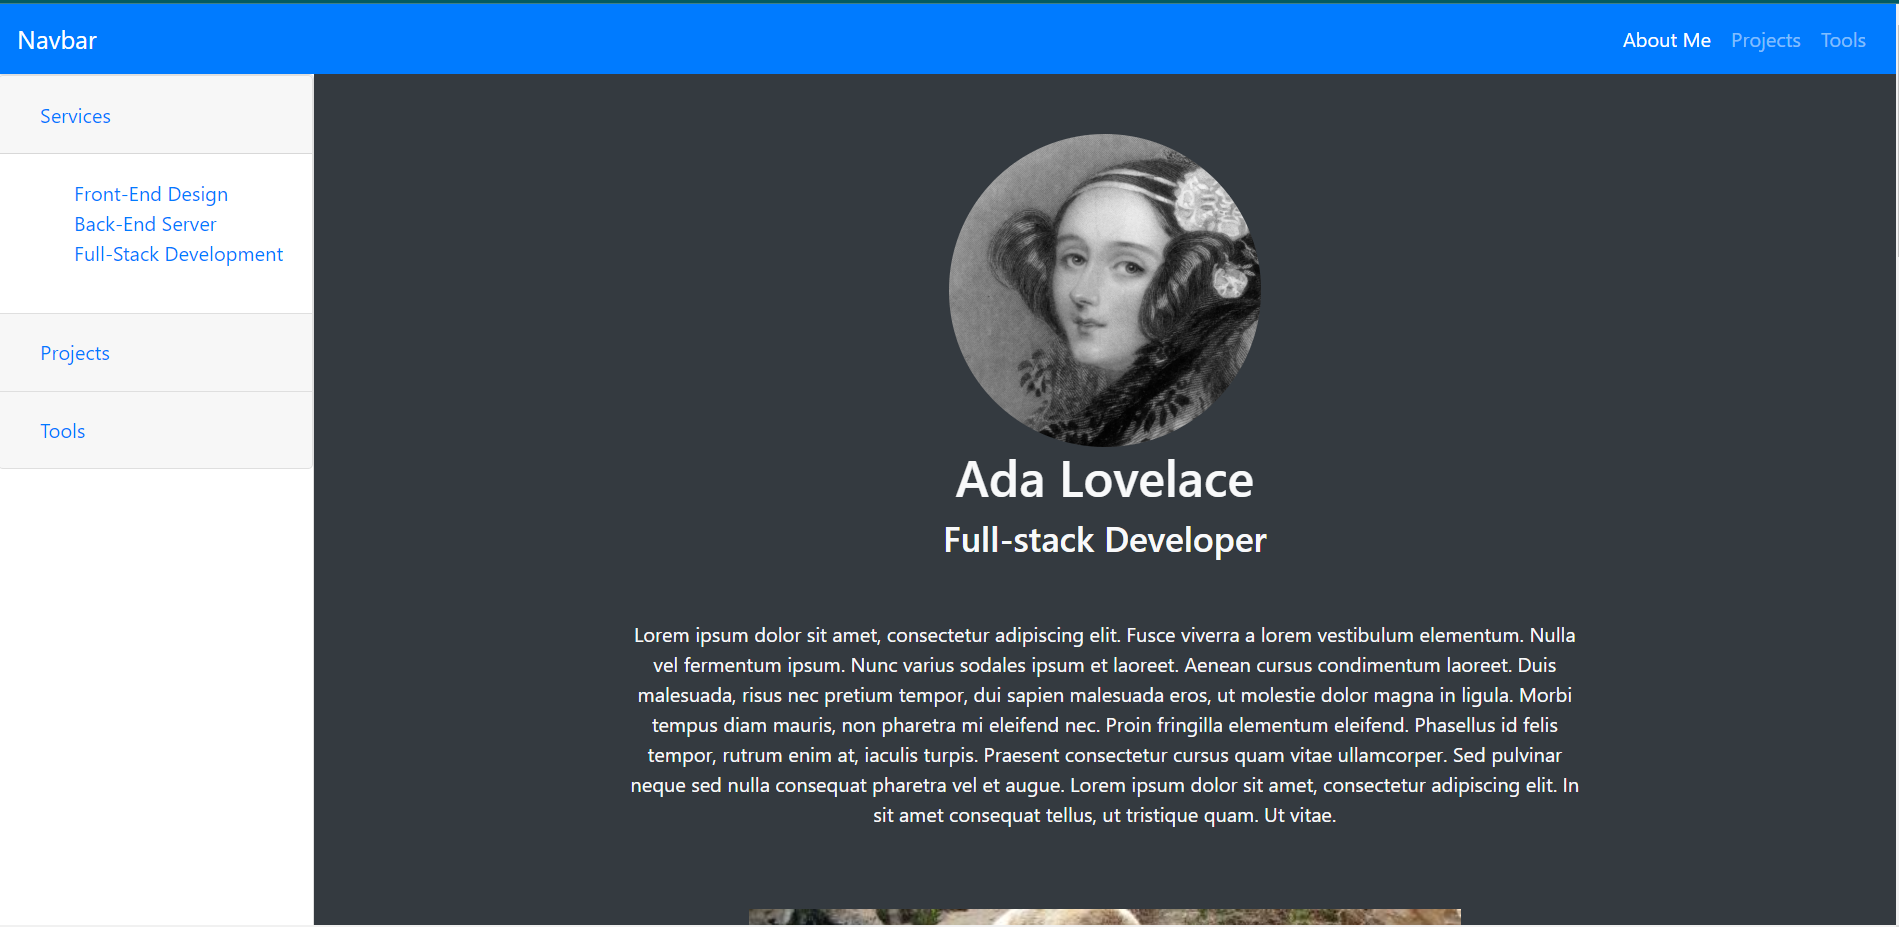 Navbar
About Me Projects Tools
Services
Front-End Design
Back-End Server
Full-Stack Development
Projects
Tools
Ada Lovelace
Full-stack Developer
Lorem ipsum dolor sit amet, consectetur adipiscing elit. Fusce viverra a lorem vestibulum elementum. Nulla
vel fermentum ipsum. Nunc varius sodales ipsum et laoreet. Aenean cursus condimentum laoreet. Duis
malesuada, risus nec pretium tempor, dui sapien malesuada eros, ut molestie dolor magna in ligula. Morbi
tempus diam mauris, non pharetra mi eleifend nec. Proin fringilla elementum eleifend. Phasellus id felis
tempor, rutrum enim at, iaculis turpis. Praesent consectetur cursus quam vitae ullamcorper. Sed pulvinar
neque sed nulla consequat pharetra vel et augue. Lorem ipsum dolor sit amet, consectetur adipiscing elit. In
sit amet consequat tellus, ut tristique quam. Ut vitae.